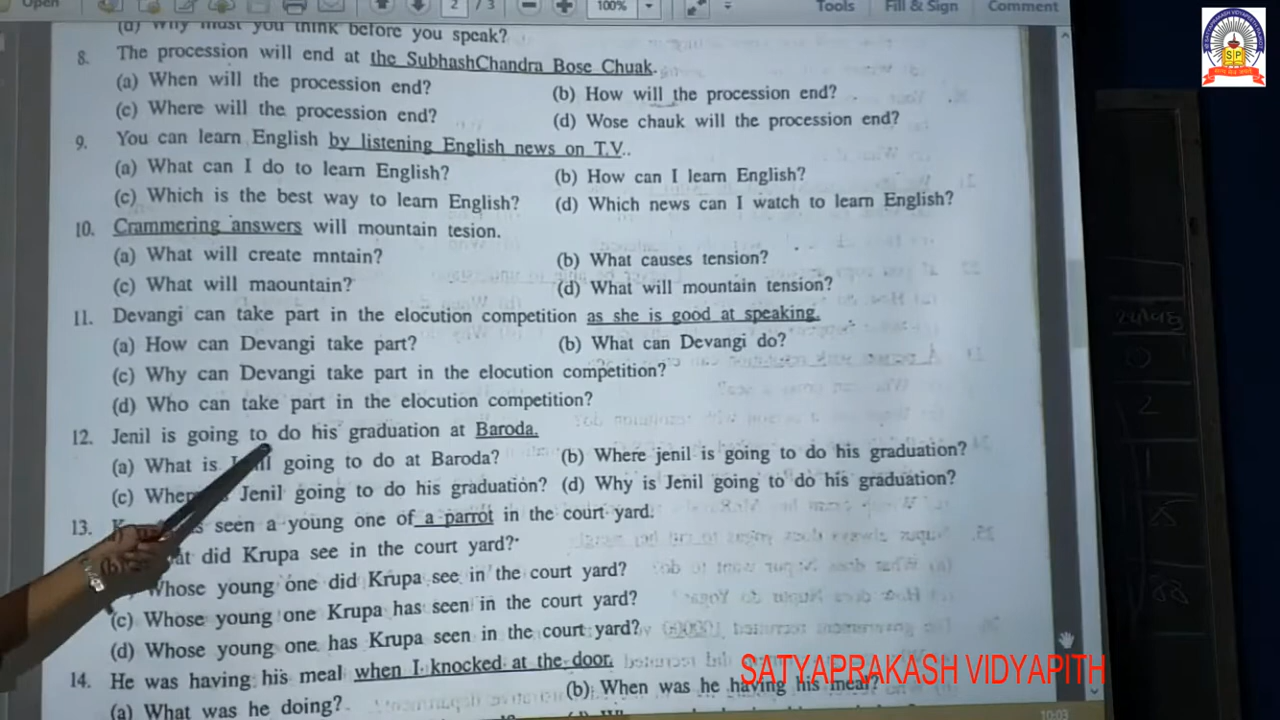 Open 2 / 3 100% Tools Fill & Sign Comment
(d) Why must you think before you speak?
8. The procession will end at the SubhashChandra Bose Chuak.
(a) When will the procession end? (b) How will the procession end?
(c) Where will the procession end? (d) Wose chauk will the procession end?
9. You can learn English by listening English news on T.V..
(a) What can I do to learn English? (b) How can I learn English?
(c) Which is the best way to learn English? (d) Which news can I watch to learn English?
10. Crammering answers will mountain tesion.
(a) What will create mntain? (b) What causes tension?
(c) What will maountain? (d) What will mountain tension?
11. Devangi can take part in the elocution competition as she is good at speaking.
(a) How can Devangi take part? (b) What can Devangi do?
(c) Why can Devangi take part in the elocution competition?
(d) Who can take part in the elocution competition?
12. Jenil is going to do his graduation at Baroda.
(a) What is going to do at Baroda? (b) Where jenil is going to do his graduation?
(c) Jenil going to do his graduation? (d) Why is Jenil going to do his graduation?
13. seen a young one of a parrot in the court yard.
did Krupa see in the court yard?
Whose young one did Krupa see in the court yard?
(c) Whose young one Krupa has seen in the court yard?
(d) Whose young one has Krupa seen in the court yard?
14. He was having his meal when I knocked at the door.
(a) What was he doing? (b) When was he having his meal?
SATYAPRAKASH VIDYAPITH
10:03